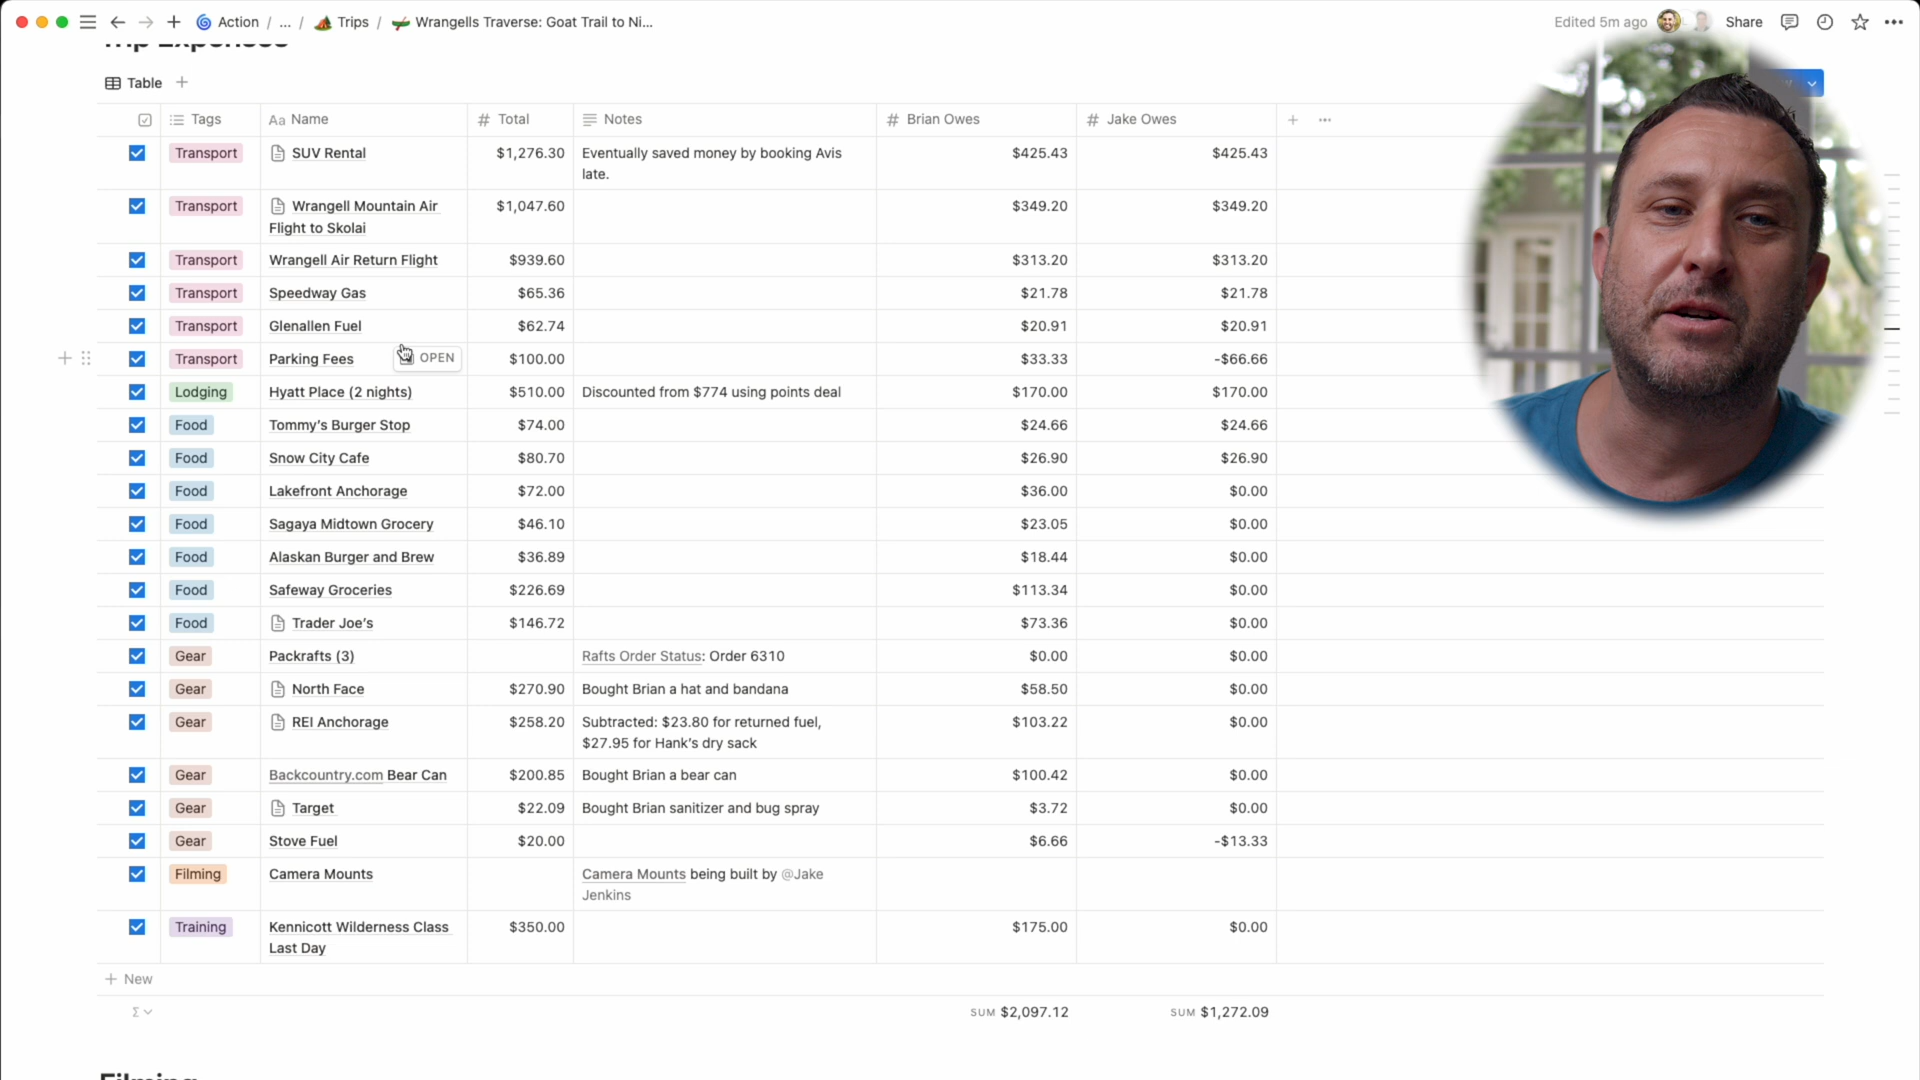 Action / ... / Trips / Wrangells Traverse: Goat Trail to Ni...
Edited 5m ago Share
Trip Expenses
Table
Tags Aa Name # Total Notes # Brian Owes # Jake Owes
Transport SUV Rental $1,276.30 Eventually saved money by booking Avis $425.43 $425.43
late.
Transport Wrangell Mountain Air $1,047.60 $349.20 $349.20
Flight to Skolai
Transport Wrangell Air Return Flight $939.60 $313.20 $313.20
Transport Speedway Gas $65.36 $21.78 $21.78
Transport Glenallen Fuel $62.74 $20.91 $20.91
Transport Parking Fees OPEN $100.00 $33.33 -$66.66
Lodging Hyatt Place (2 nights) $510.00 Discounted from $774 using points deal $170.00 $170.00
Food Tommy's Burger Stop $74.00 $24.66 $24.66
Food Snow City Cafe $80.70 $26.90 $26.90
Food Lakefront Anchorage $72.00 $36.00 $0.00
Food Sagaya Midtown Grocery $46.10 $23.05 $0.00
Food Alaskan Burger and Brew $36.89 $18.44 $0.00
Food Safeway Groceries $226.69 $113.34 $0.00
Food Trader Joe's $146.72 $73.36 $0.00
Gear Packrafts (3) Rafts Order Status: Order 6310 $0.00 $0.00
Gear North Face $270.90 Bought Brian a hat and bandana $58.50 $0.00
Gear REI Anchorage $258.20 Subtracted: $23.80 for returned fuel, $103.22 $0.00
$27.95 for Hank's dry sack
Gear Backcountry.com Bear Can $200.85 Bought Brian a bear can $100.42 $0.00
Gear Target $22.09 Bought Brian sanitizer and bug spray $3.72 $0.00
Gear Stove Fuel $20.00 $6.66 -$13.33
Filming Camera Mounts Camera Mounts being built by @Jake
Jenkins
Training Kennicott Wilderness Class $350.00 $175.00 $0.00
Last Day
+ New
Σ SUM $2,097.12 SUM $1,272.09
Filming